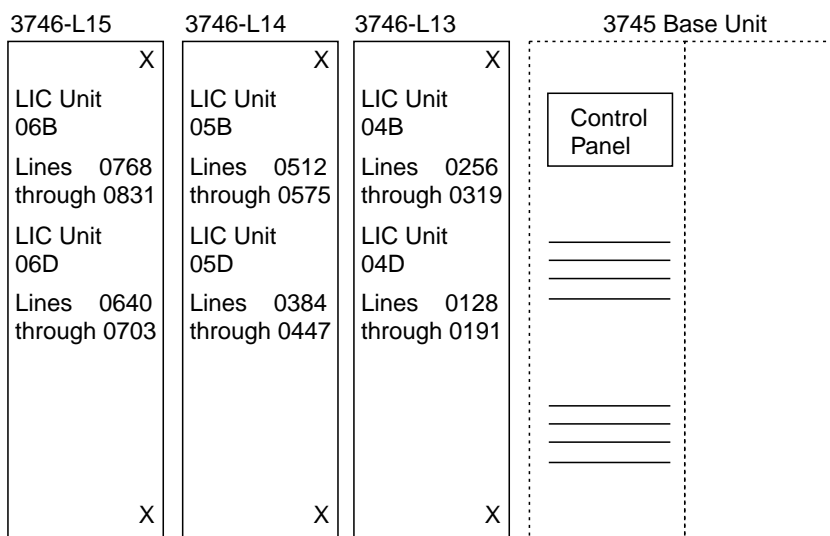 3746-L15
X
LIC Unit
06B
Lines 0768
through 0831
LIC Unit
06D
Lines 0640
through 0703
X
3746-L14
X
LIC Unit
05B
Lines 0512
through 0575
LIC Unit
05D
Lines 0384
through 0447
X
3746-L13
X
LIC Unit
04B
Lines 0256
through 0319
LIC Unit
04D
Lines 0128
through 0191
X
3745 Base Unit
Control
Panel